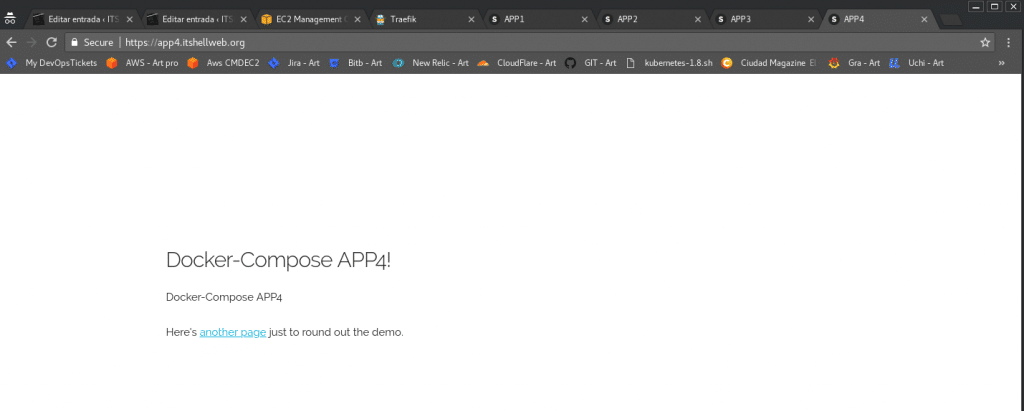 Editar entrada ‹ ITS
Editar entrada ‹ ITS
EC2 Management
Traefik
APP1
APP2
APP3
APP4
Secure
https://app4.itshellweb.org
My DevOpsTickets
AWS - Art pro
Aws CMDEC2
Jira - Art
Bitb - Art
New Relic - Art
CloudFlare - Art
GIT - Art
kubernetes-1.8.sh
Ciudad Magazine El
Gra - Art
Uchi - Art
»
Docker-Compose APP4!
Docker-Compose APP4
Here's another page just to round out the demo.